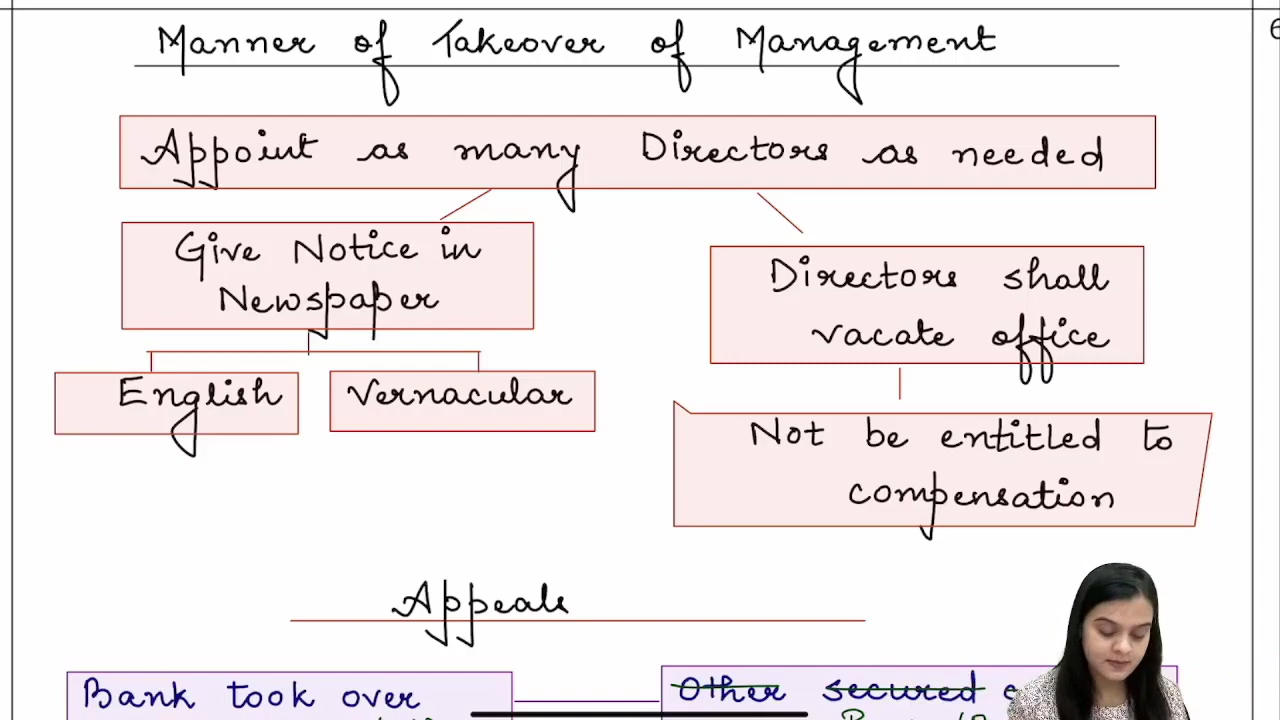 Manner of Takeover of Management
6
Appoint as many Directors as needed
Give Notice in
Newspaper
Directors shall
vacate office
English
Vernacular
Not be entitled to
compensation
Appeals
Bank took over
Other secured